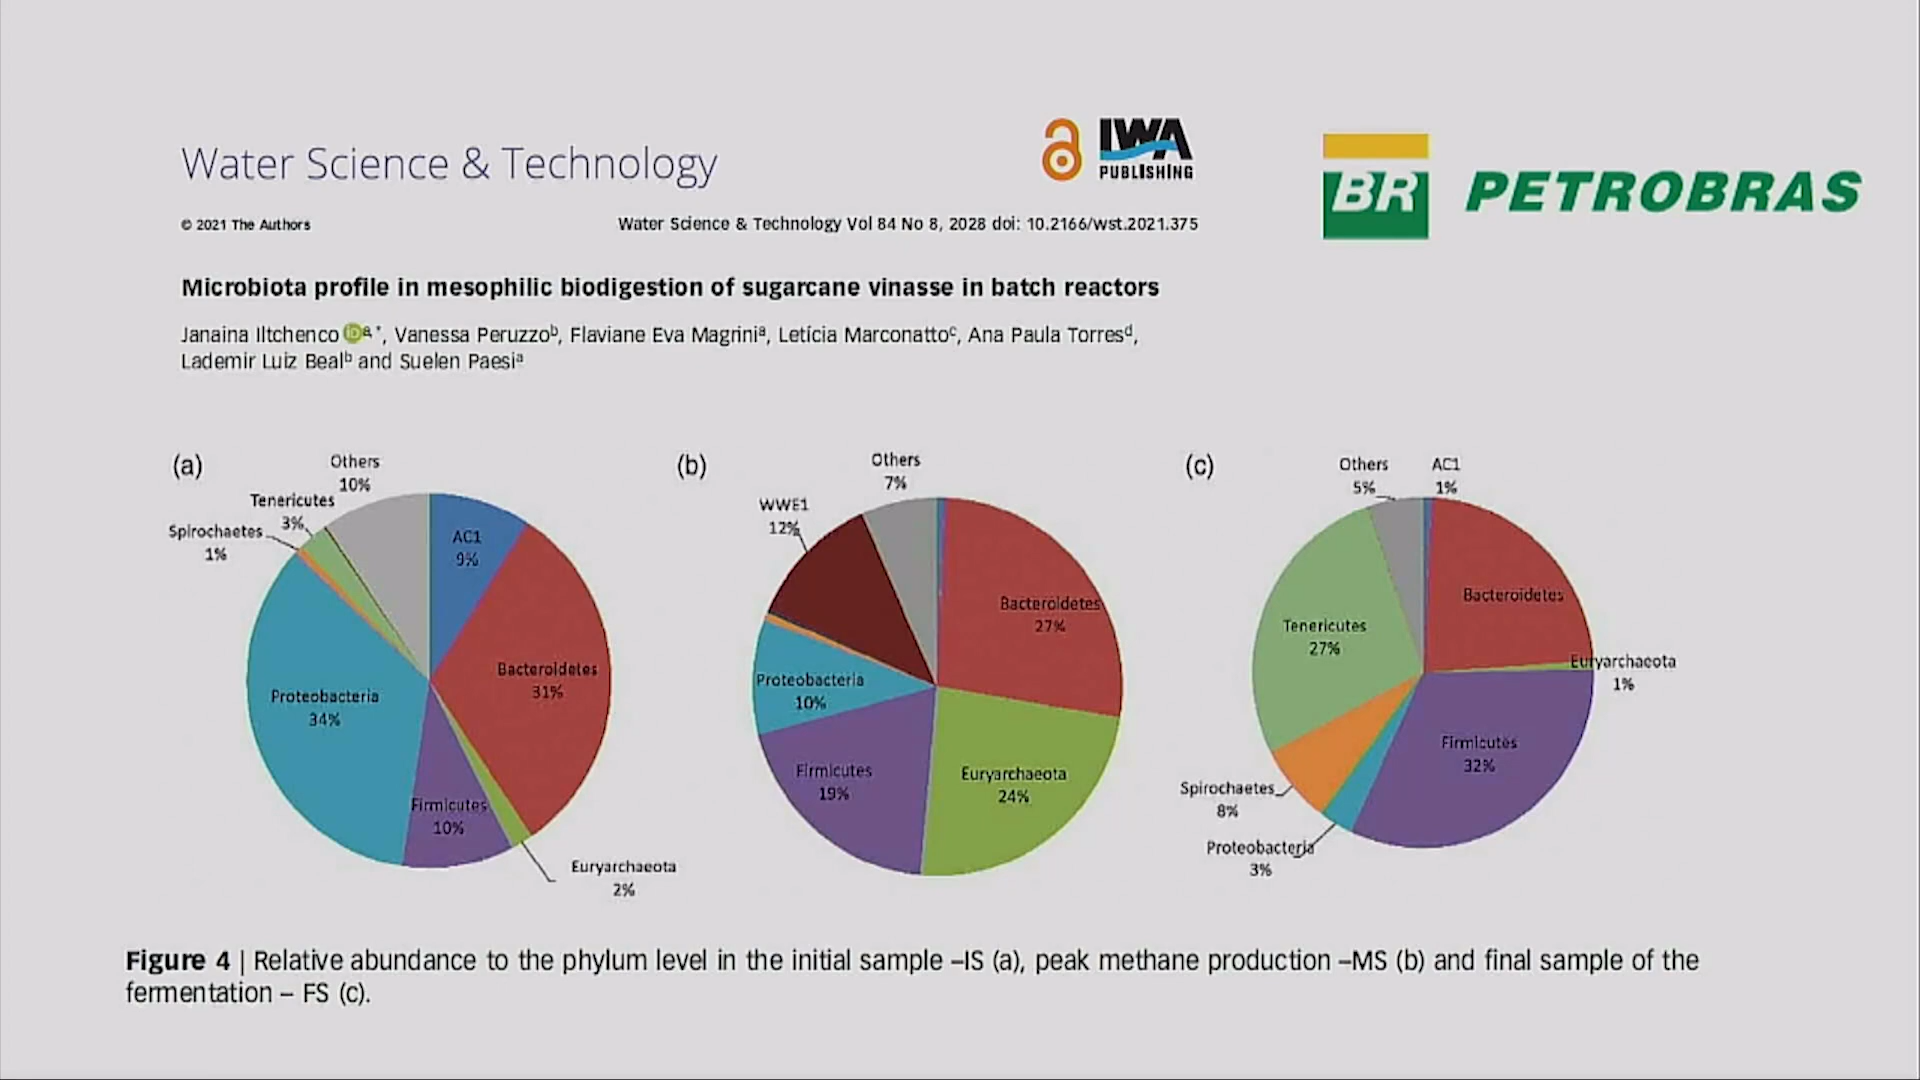 Water Science & Technology
IWA
PUBLISHING
BR PETROBRAS
© 2021 The Authors
Water Science & Technology Vol 84 No 8, 2028 doi: 10.2166/wst.2021.375
Microbiota profile in mesophilic biodigestion of sugarcane vinasse in batch reactors
Janaina Iltchenco iD a,*, Vanessa Peruzzo b, Flaviane Eva Magrini a, Letícia Marconatto c, Ana Paula Torres d,
Lademir Luiz Beal b and Suelen Paesi a
(a)
Others
10%
Tenericutes
3%
Spirochaetes
1%
AC1
9%
Bacteroidetes
31%
Proteobacteria
34%
Firmicutes
10%
Euryarchaeota
2%
(b)
Others
7%
WWE1
12%
Bacteroidetes
27%
Proteobacteria
10%
Firmicutes
19%
Euryarchaeota
24%
(c)
Others
5%
AC1
1%
Bacteroidetes
Tenericutes
27%
Euryarchaeota
1%
Firmicutes
32%
Spirochaetes
8%
Proteobacteria
3%
Figure 4 | Relative abundance to the phylum level in the initial sample –IS (a), peak methane production –MS (b) and final sample of the
fermentation – FS (c).